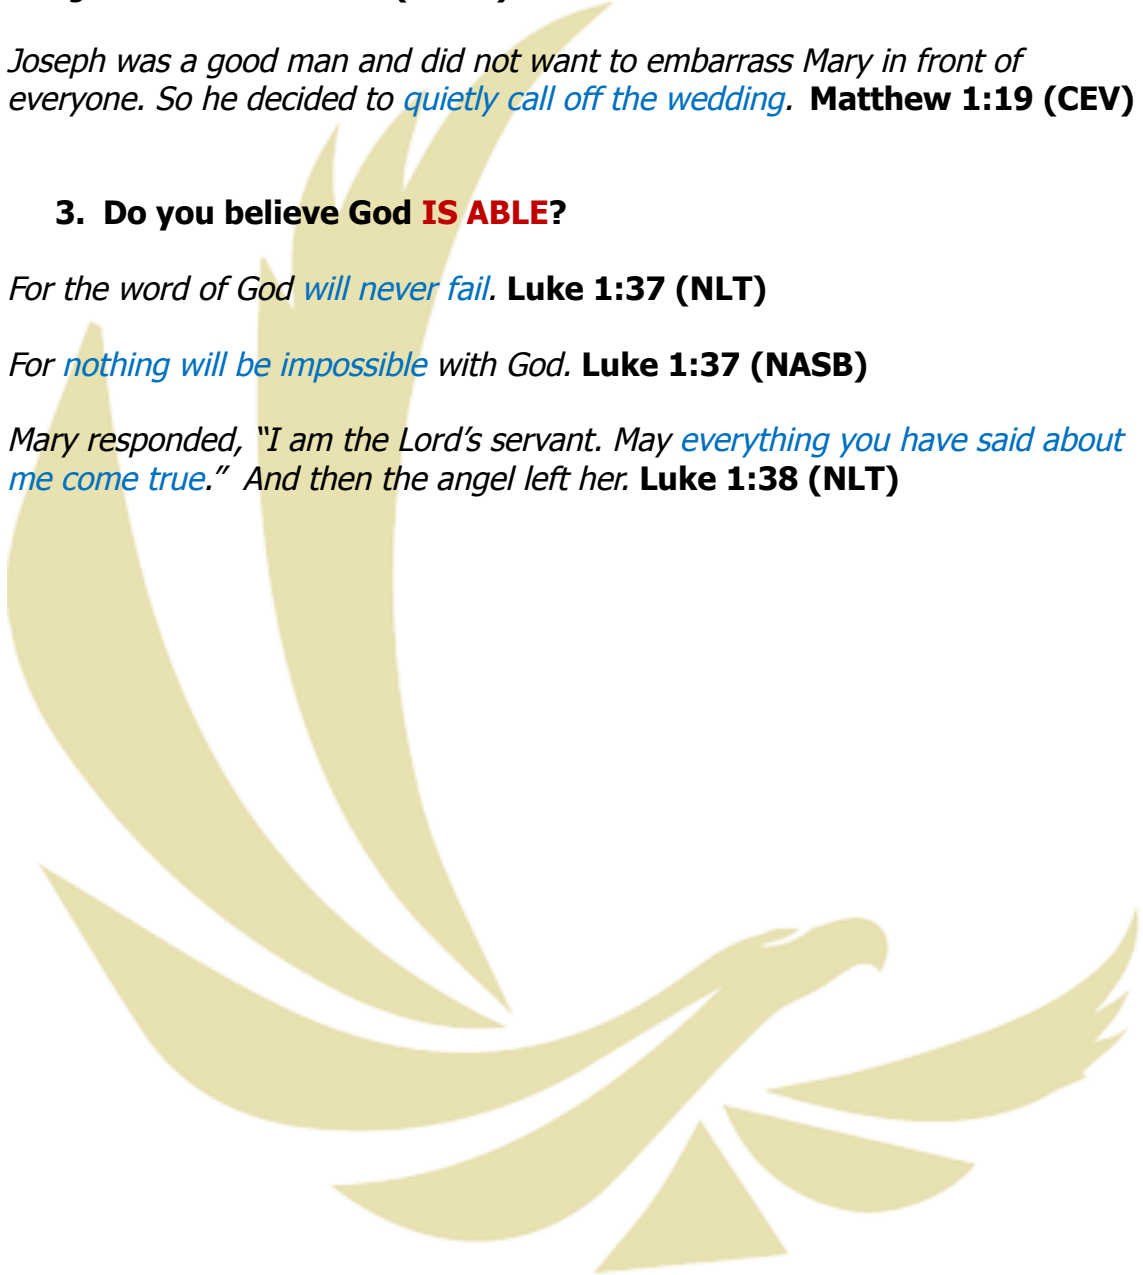 Joseph was a good man and did not want to embarrass Mary in front of
everyone. So he decided to quietly call off the wedding.  Matthew 1:19 (CEV)
3. Do you believe God IS ABLE?
For the word of God will never fail. Luke 1:37 (NLT)
For nothing will be impossible with God. Luke 1:37 (NASB)
Mary responded, “I am the Lord’s servant. May everything you have said about
me come true.”  And then the angel left her. Luke 1:38 (NLT)